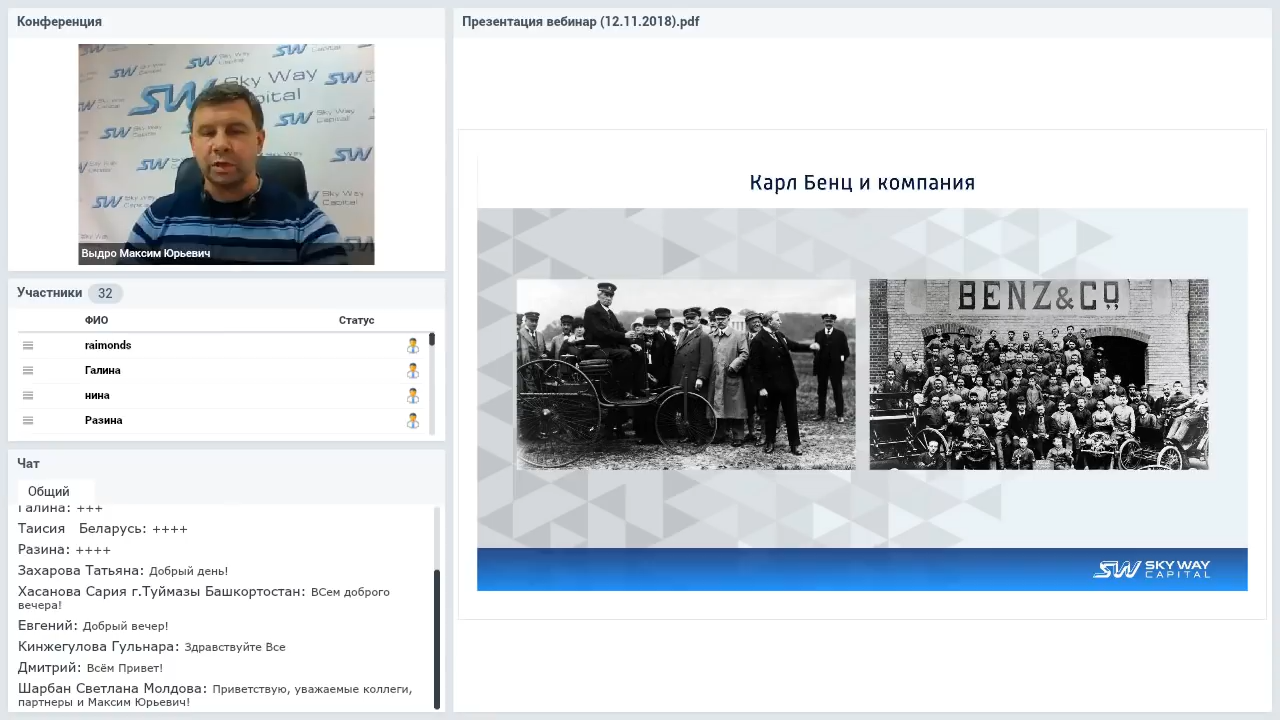 Конференция
SW
Sky Way
Capital
Выдро Максим Юрьевич
Участники 32
ФИО Статус
raimonds
Галина
нина
Разина
Чат
Общий
Галина: +++
Таисия Беларусь: ++++
Разина: ++++
Захарова Татьяна: Добрый день!
Хасанова Сария г.Туймазы Башкортостан: ВСем доброго
вечера!
Евгений: Добрый вечер!
Кинжегулова Гульнара: Здравствуйте Все
Дмитрий: Всём Привет!
Шарбан Светлана Молдова: Приветствую, уважаемые коллеги,
партнеры и Максим Юрьевич!
Презентация вебинар (12.11.2018).pdf
Карл Бенц и компания
BENZ & Co
SW SKY WAY
CAPITAL